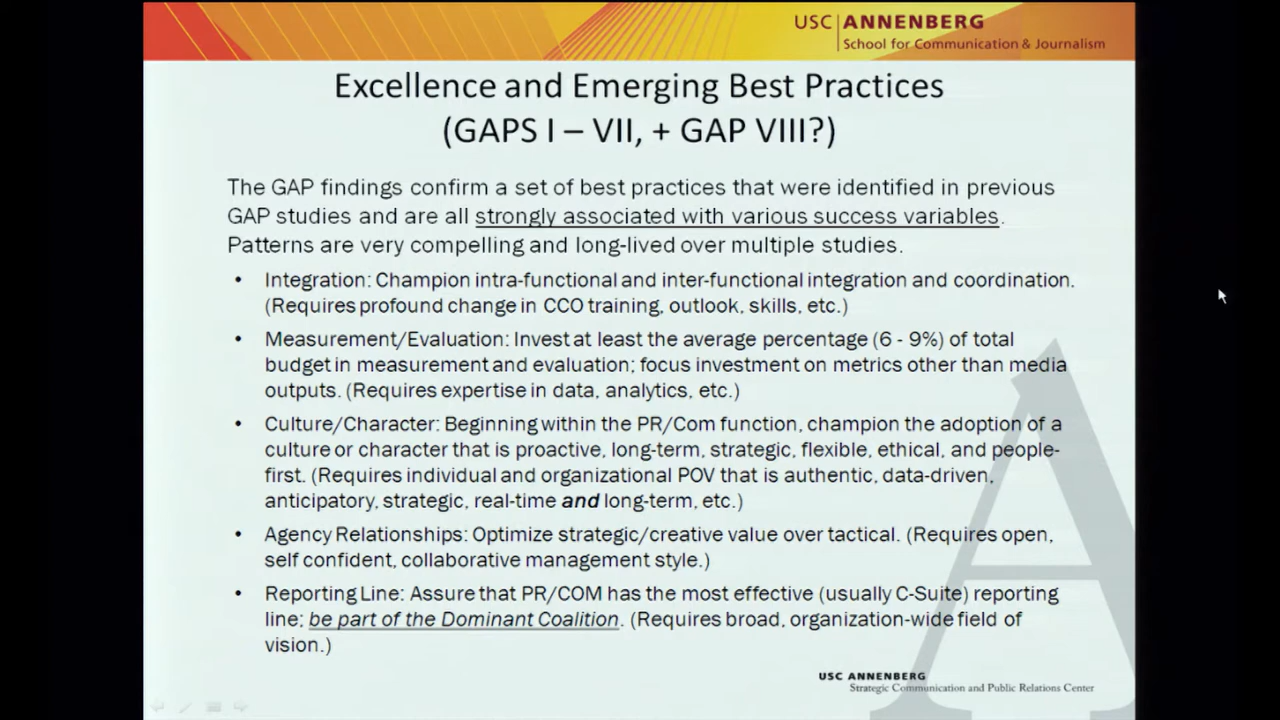 USC ANNENBERG
School for Communication & Journalism
Excellence and Emerging Best Practices
(GAPS I – VII, + GAP VIII?)
The GAP findings confirm a set of best practices that were identified in previous
GAP studies and are all strongly associated with various success variables.
Patterns are very compelling and long-lived over multiple studies.
• Integration: Champion intra-functional and inter-functional integration and coordination.
(Requires profound change in CCO training, outlook, skills, etc.)
• Measurement/Evaluation: Invest at least the average percentage (6 - 9%) of total
budget in measurement and evaluation; focus investment on metrics other than media
outputs. (Requires expertise in data, analytics, etc.)
• Culture/Character: Beginning within the PR/Com function, champion the adoption of a
culture or character that is proactive, long-term, strategic, flexible, ethical, and people-
first. (Requires individual and organizational POV that is authentic, data-driven,
anticipatory, strategic, real-time and long-term, etc.)
• Agency Relationships: Optimize strategic/creative value over tactical. (Requires open,
self confident, collaborative management style.)
• Reporting Line: Assure that PR/COM has the most effective (usually C-Suite) reporting
line; be part of the Dominant Coalition. (Requires broad, organization-wide field of
vision.)
USC ANNENBERG
Strategic Communication and Public Relations Center